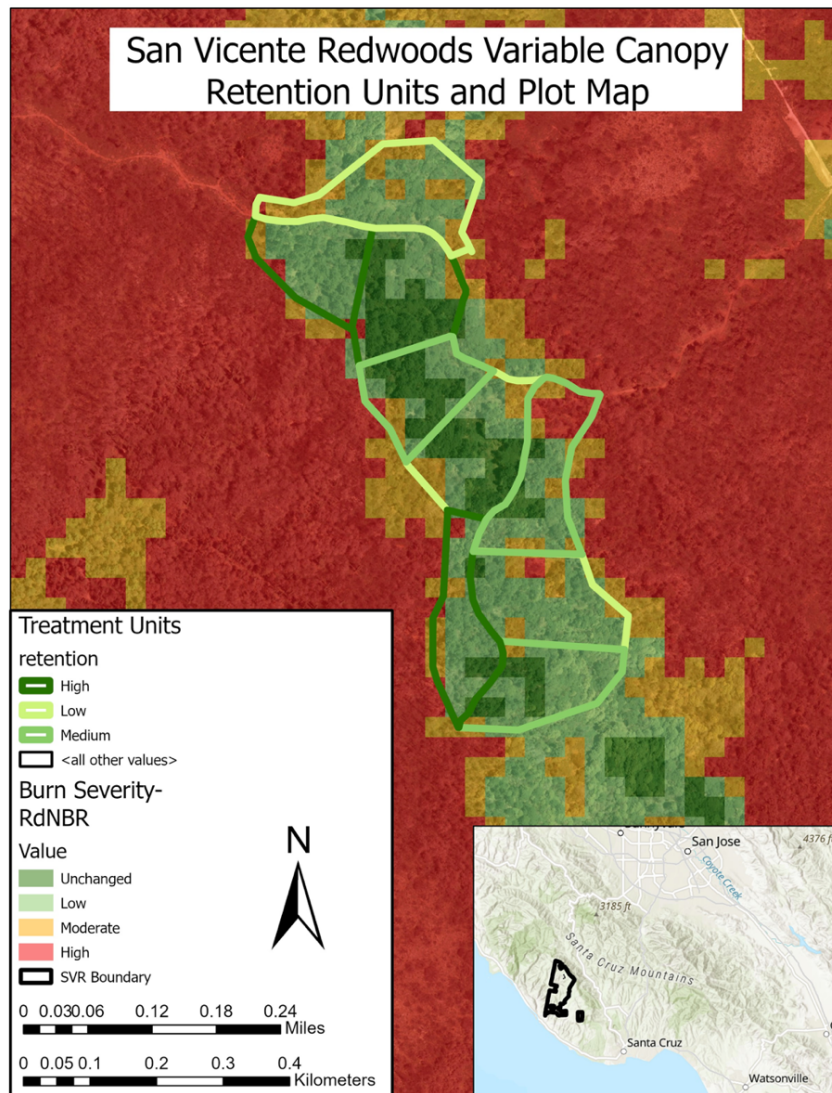 San Vicente Redwoods Variable Canopy
Retention Units and Plot Map
Treatment Units
retention
High
Low
Medium
<all other values>
Burn Severity-
RdNBR
Value
Unchanged
Low
Moderate
High
SVR Boundary
N
0 0.030.06 0.12 0.18 0.24
Miles
0 0.05 0.1 0.2 0.3 0.4
Kilometers
San Jose
4376 ft
Coyote Creek
3185 ft
Santa Cruz Mountains
Santa Cruz
Watsonville